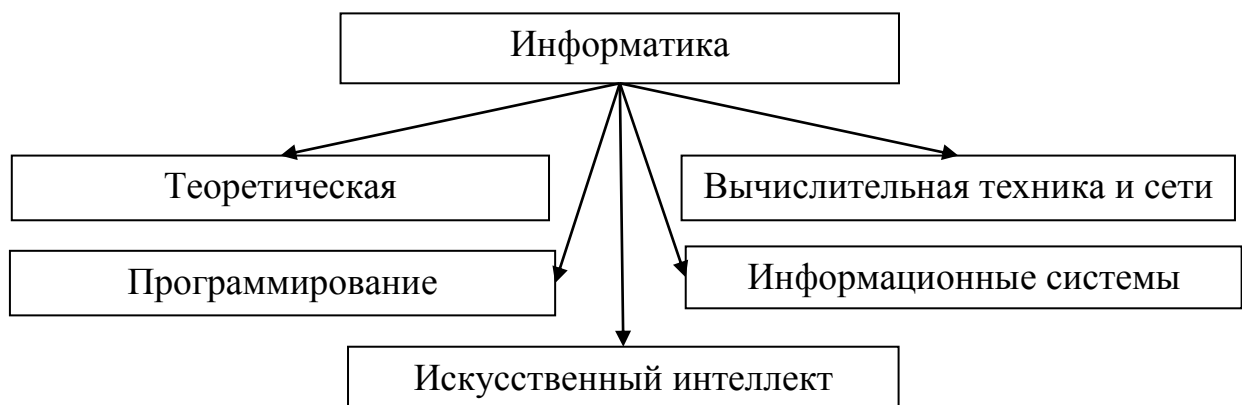 Информатика
Теоретическая
Вычислительная техника и сети
Программирование
Информационные системы
Искусственный интеллект